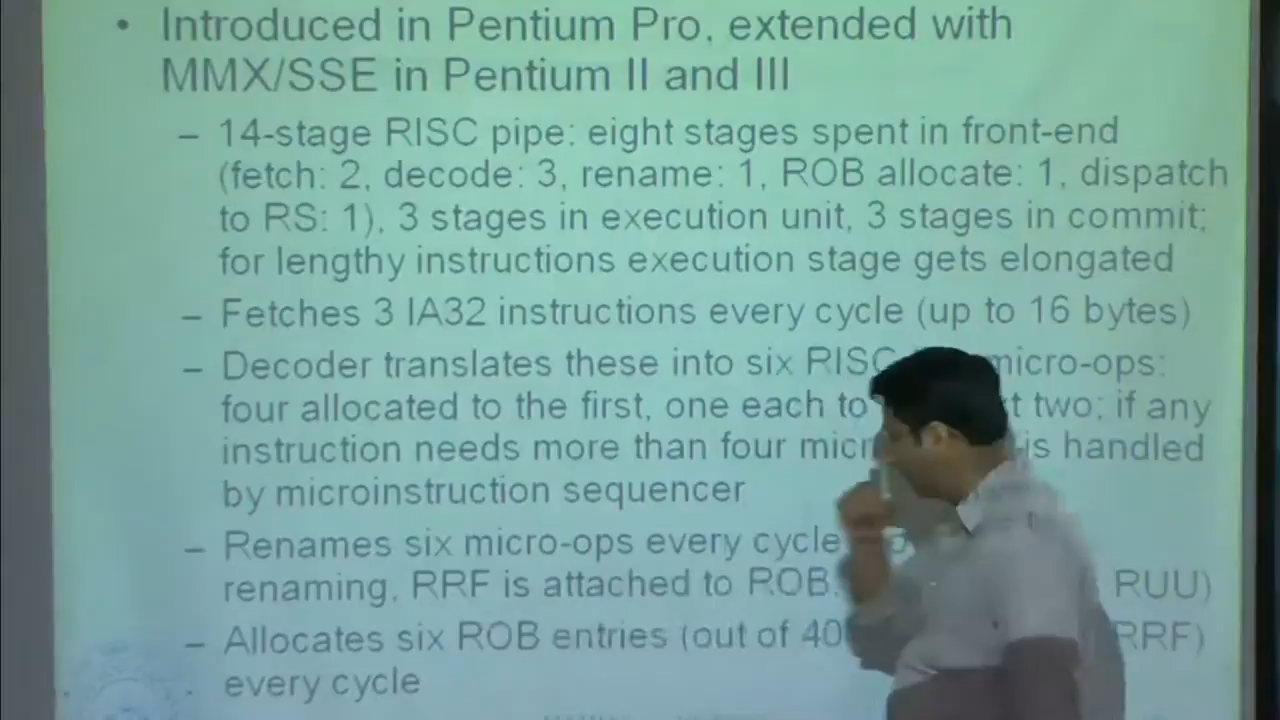 • Introduced in Pentium Pro, extended with
MMX/SSE in Pentium II and III
– 14-stage RISC pipe: eight stages spent in front-end
(fetch: 2, decode: 3, rename: 1, ROB allocate: 1, dispatch
to RS: 1), 3 stages in execution unit, 3 stages in commit;
for lengthy instructions execution stage gets elongated
– Fetches 3 IA32 instructions every cycle (up to 16 bytes)
– Decoder translates these into six RISC micro-ops:
four allocated to the first, one each to two; if any
instruction needs more than four is handled
by microinstruction sequencer
– Renames six micro-ops every cycle
renaming, RRF is attached to ROB RUU)
– Allocates six ROB entries (out of 40 RRF)
every cycle